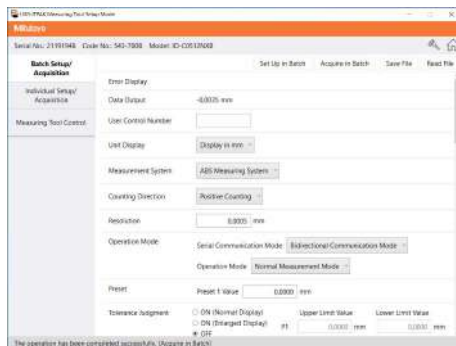 USB-ITPAK Measuring Tool Setup Mode
Mitutoyo
Serial No.: 21191948 Code No.: 543-700B Model: ID-C0512NXB
Batch Setup/
Acquisition
Set Up in Batch Acquire in Batch Save File Read File
Individual Setup/
Acquisition
Measuring Tool Control
Error Display
Data Output -0.0035 mm
User Control Number
Unit Display Display in mm
Measurement System ABS Measuring System
Counting Direction Positive Counting
Resolution 0.0005 mm
Operation Mode Serial Communication Mode Bidirectional Communication Mode
Operation Mode Normal Measurement Mode
Preset Preset 1 Value 0.0000 mm
Tolerance Judgment ON (Normal Display) Upper Limit Value Lower Limit Value
ON (Enlarged Display) P1 0.0000 mm 0.0000 mm
OFF
The operation has been completed successfully. (Acquire in Batch)